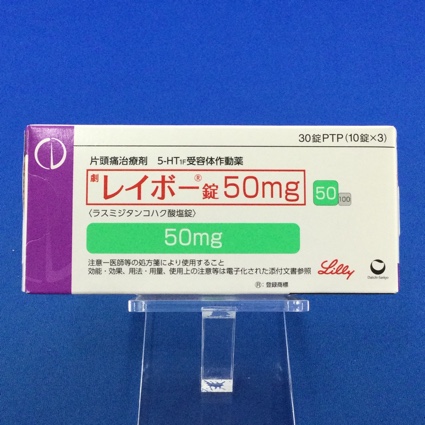 30錠PTP(10錠×3)
片頭痛治療剤 5-HT1F受容体作動薬
劇 レイボー®錠50mg
50 100
〈ラスミジタンコハク酸塩錠〉
50mg
注意-医師等の処方箋により使用すること
効能・効果、用法・用量、使用上の注意等は電子化された添付文書参照
Lilly
Daiichi-Sankyo
Ⓡ:登録商標